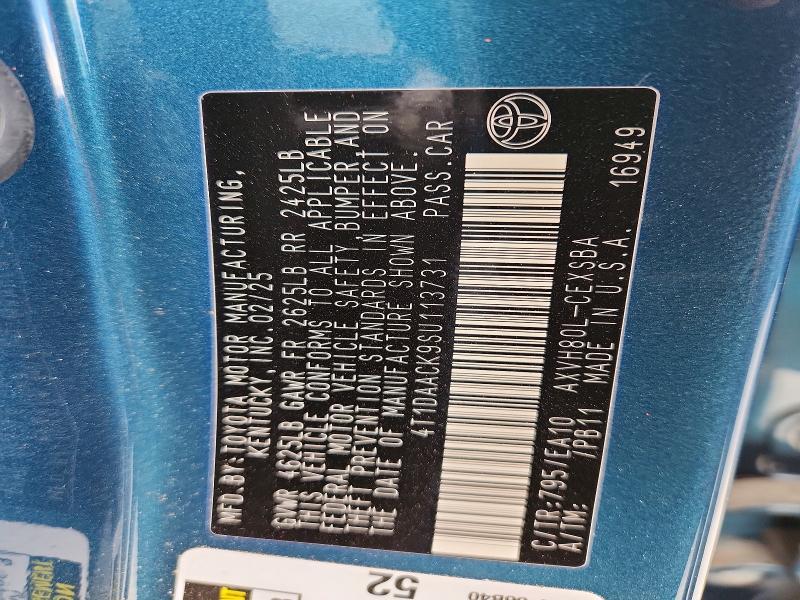 MFD.BY:TOYOTA MOTOR MANUFACTURING,
KENTUCKY,INC.02/25
GVWR 4625LB GAWR FR 2625LB RR 2425LB
THIS VEHICLE CONFORMS TO ALL APPLICABLE
FEDERAL MOTOR VEHICLE SAFETY,BUMPER AND
THEFT PREVENTION STANDARDS IN EFFECT ON
THE DATE OF MANUFACTURE SHOWN ABOVE.
4T1DAACK9SU113731 PASS.CAR
C/TR:795/EA10 AXVH80L-CEXSBA
A/TM: /PB11 MADE IN U.S.A. 16949
52